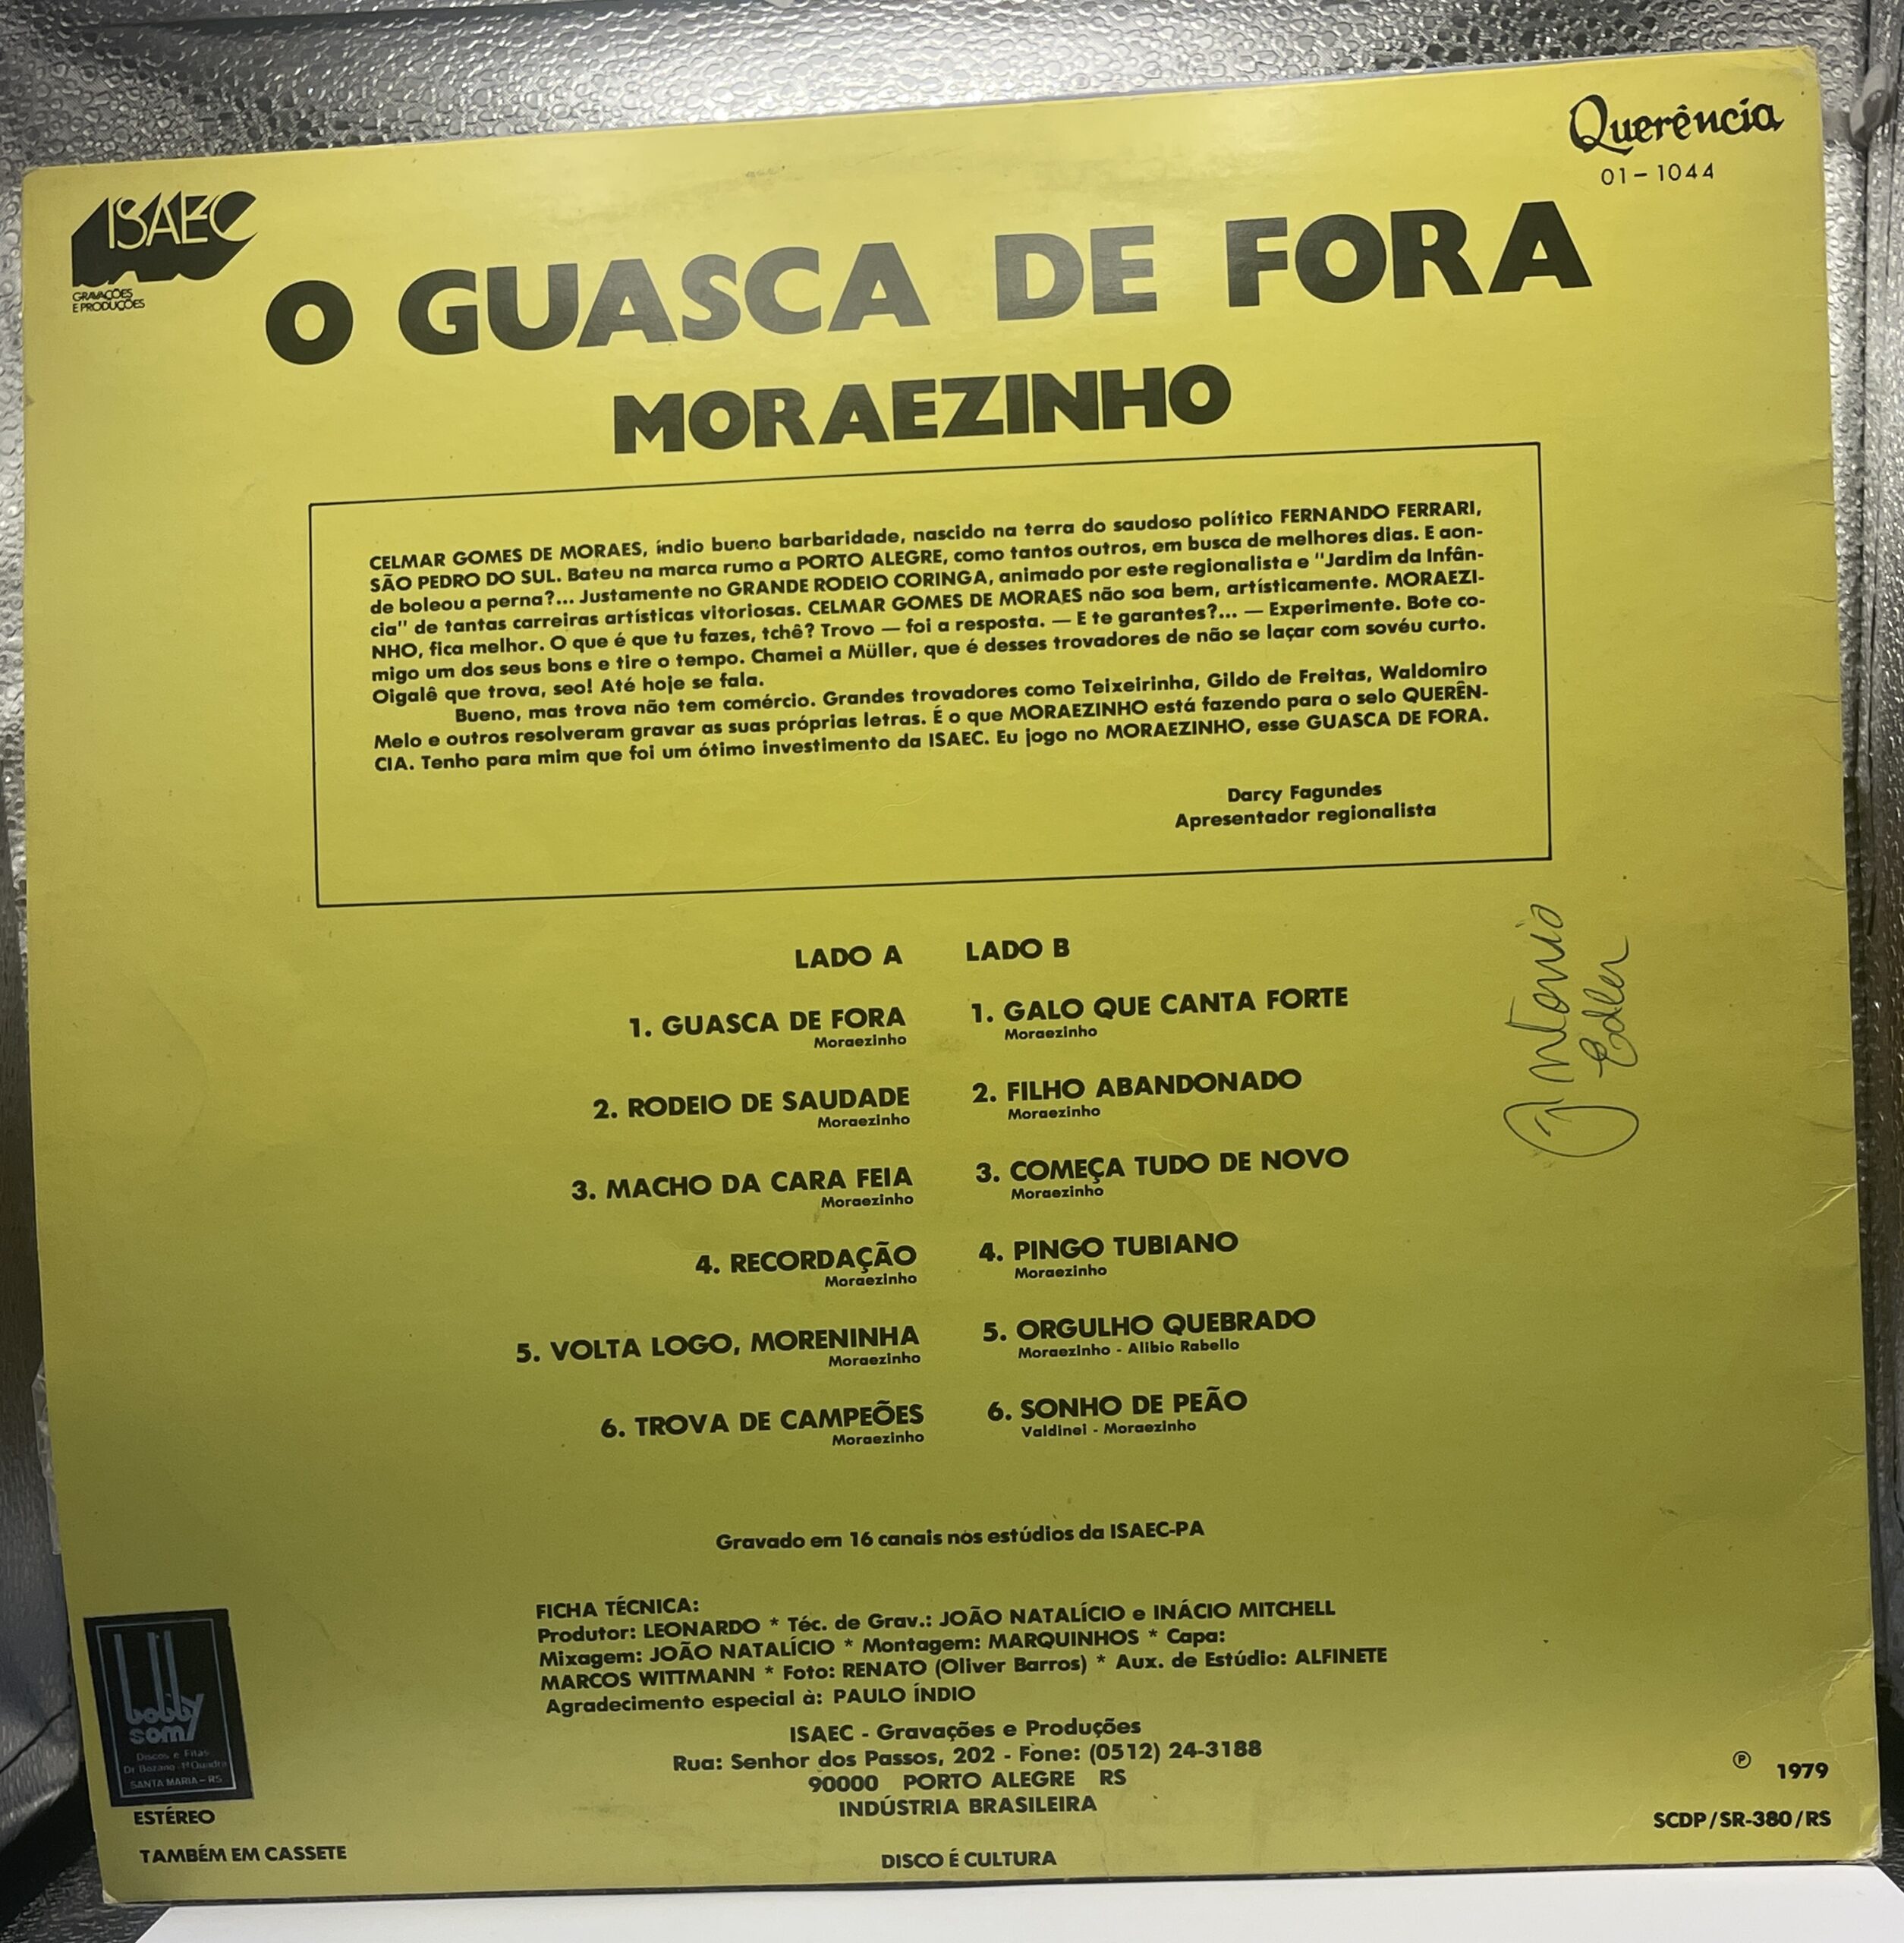 ISAEC
GRAVAÇÕES
E PRODUÇÕES
Querência
01-1044
O GUASCA DE FORA
MORAEZINHO
CELMAR GOMES DE MORAES, índio bueno barbaridade, nascido na terra do saudoso político FERNANDO FERRARI,
SÃO PEDRO DO SUL. Bateu na marca rumo a PORTO ALEGRE, como tantos outros, em busca de melhores dias. E aon-
de boleou a perna?... Justamente no GRANDE RODEIO CORINGA, animado por este regionalista e "Jardim da Infân-
cia" de tantas carreiras artísticas vitoriosas. CELMAR GOMES DE MORAES não soa bem, artísticamente. MORAEZI-
NHO, fica melhor. O que é que tu fazes, tchê? Trovo — foi a resposta. — E te garantes?... — Experimente. Bote co-
migo um dos seus bons e tire o tempo. Chamei a Müller, que é desses trovadores de não se laçar com sovéu curto.
Oigalê que trova, seo! Até hoje se fala.
Bueno, mas trova não tem comércio. Grandes trovadores como Teixeirinha, Gildo de Freitas, Waldomiro
Melo e outros resolveram gravar as suas próprias letras. É o que MORAEZINHO está fazendo para o selo QUERÊN-
CIA. Tenho para mim que foi um ótimo investimento da ISAEC. Eu jogo no MORAEZINHO, esse GUASCA DE FORA.
Darcy Fagundes
Apresentador regionalista
LADO A
1. GUASCA DE FORA
Moraezinho
2. RODEIO DE SAUDADE
Moraezinho
3. MACHO DA CARA FEIA
Moraezinho
4. RECORDAÇÃO
Moraezinho
5. VOLTA LOGO, MORENINHA
Moraezinho
6. TROVA DE CAMPEÕES
Moraezinho
LADO B
1. GALO QUE CANTA FORTE
Moraezinho
2. FILHO ABANDONADO
Moraezinho
3. COMEÇA TUDO DE NOVO
Moraezinho
4. PINGO TUBIANO
Moraezinho
5. ORGULHO QUEBRADO
Moraezinho - Alibio Rabello
6. SONHO DE PEÃO
Valdinei - Moraezinho
Antonio
Gravado em 16 canais nos estúdios da ISAEC-PA
FICHA TÉCNICA:
Produtor: LEONARDO * Téc. de Grav.: JOÃO NATALÍCIO e INÁCIO MITCHELL
Mixagem: JOÃO NATALÍCIO * Montagem: MARQUINHOS * Capa:
MARCOS WITTMANN * Foto: RENATO (Oliver Barros) * Aux. de Estúdio: ALFINETE
Agradecimento especial à: PAULO ÍNDIO
ISAEC - Gravações e Produções
Rua: Senhor dos Passos, 202 - Fone: (0512) 24-3188
90000 PORTO ALEGRE RS
INDÚSTRIA BRASILEIRA
DISCO É CULTURA
bobby
som
Discos e Fitas
Dr Bozano 1ª Quadra
SANTA MARIA-RS
ESTÉREO
TAMBÉM EM CASSETE
℗ 1979
SCDP/SR-380/RS